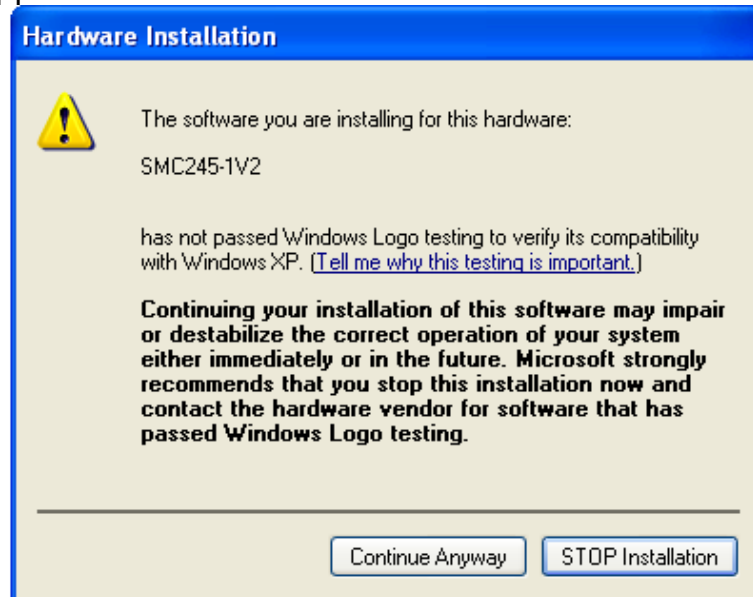 Hardware Installation
The software you are installing for this hardware:
SMC245-1V2
has not passed Windows Logo testing to verify its compatibility
with Windows XP. (Tell me why this testing is important.)
Continuing your installation of this software may impair
or destabilize the correct operation of your system
either immediately or in the future. Microsoft strongly
recommends that you stop this installation now and
contact the hardware vendor for software that has
passed Windows Logo testing.
Continue Anyway
STOP Installation